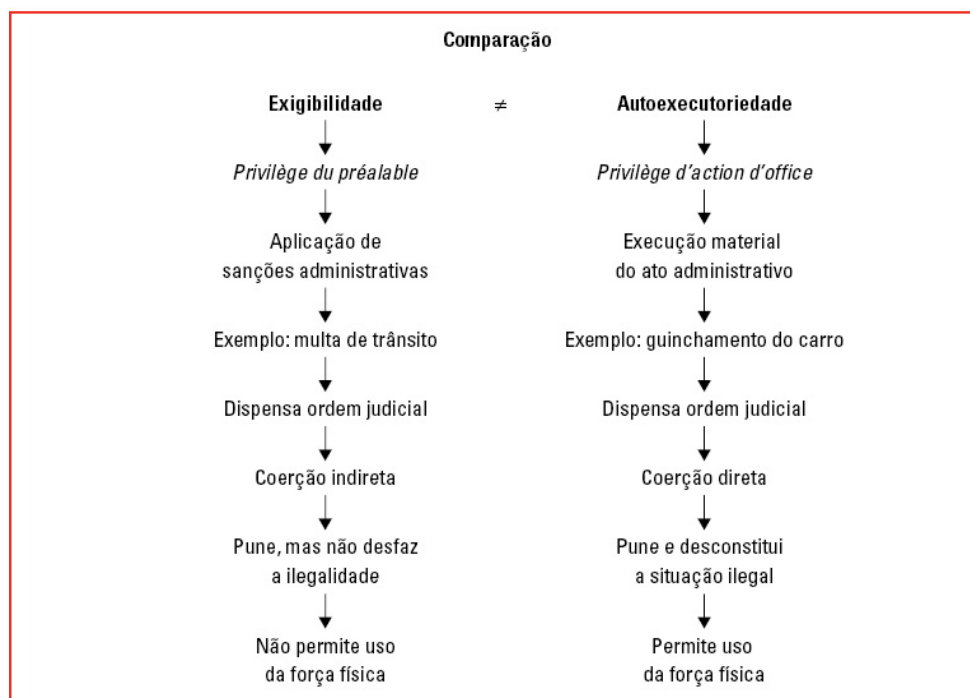 Comparação
Exigibilidade ≠ Autoexecutoriedade
Privilège du préalable
Privilège d'action d'office
Aplicação de
sanções administrativas
Execução material
do ato administrativo
Exemplo: multa de trânsito
Exemplo: guinchamento do carro
Dispensa ordem judicial
Dispensa ordem judicial
Coerção indireta
Coerção direta
Pune, mas não desfaz
a ilegalidade
Pune e desconstitui
a situação ilegal
Não permite uso
da força física
Permite uso
da força física